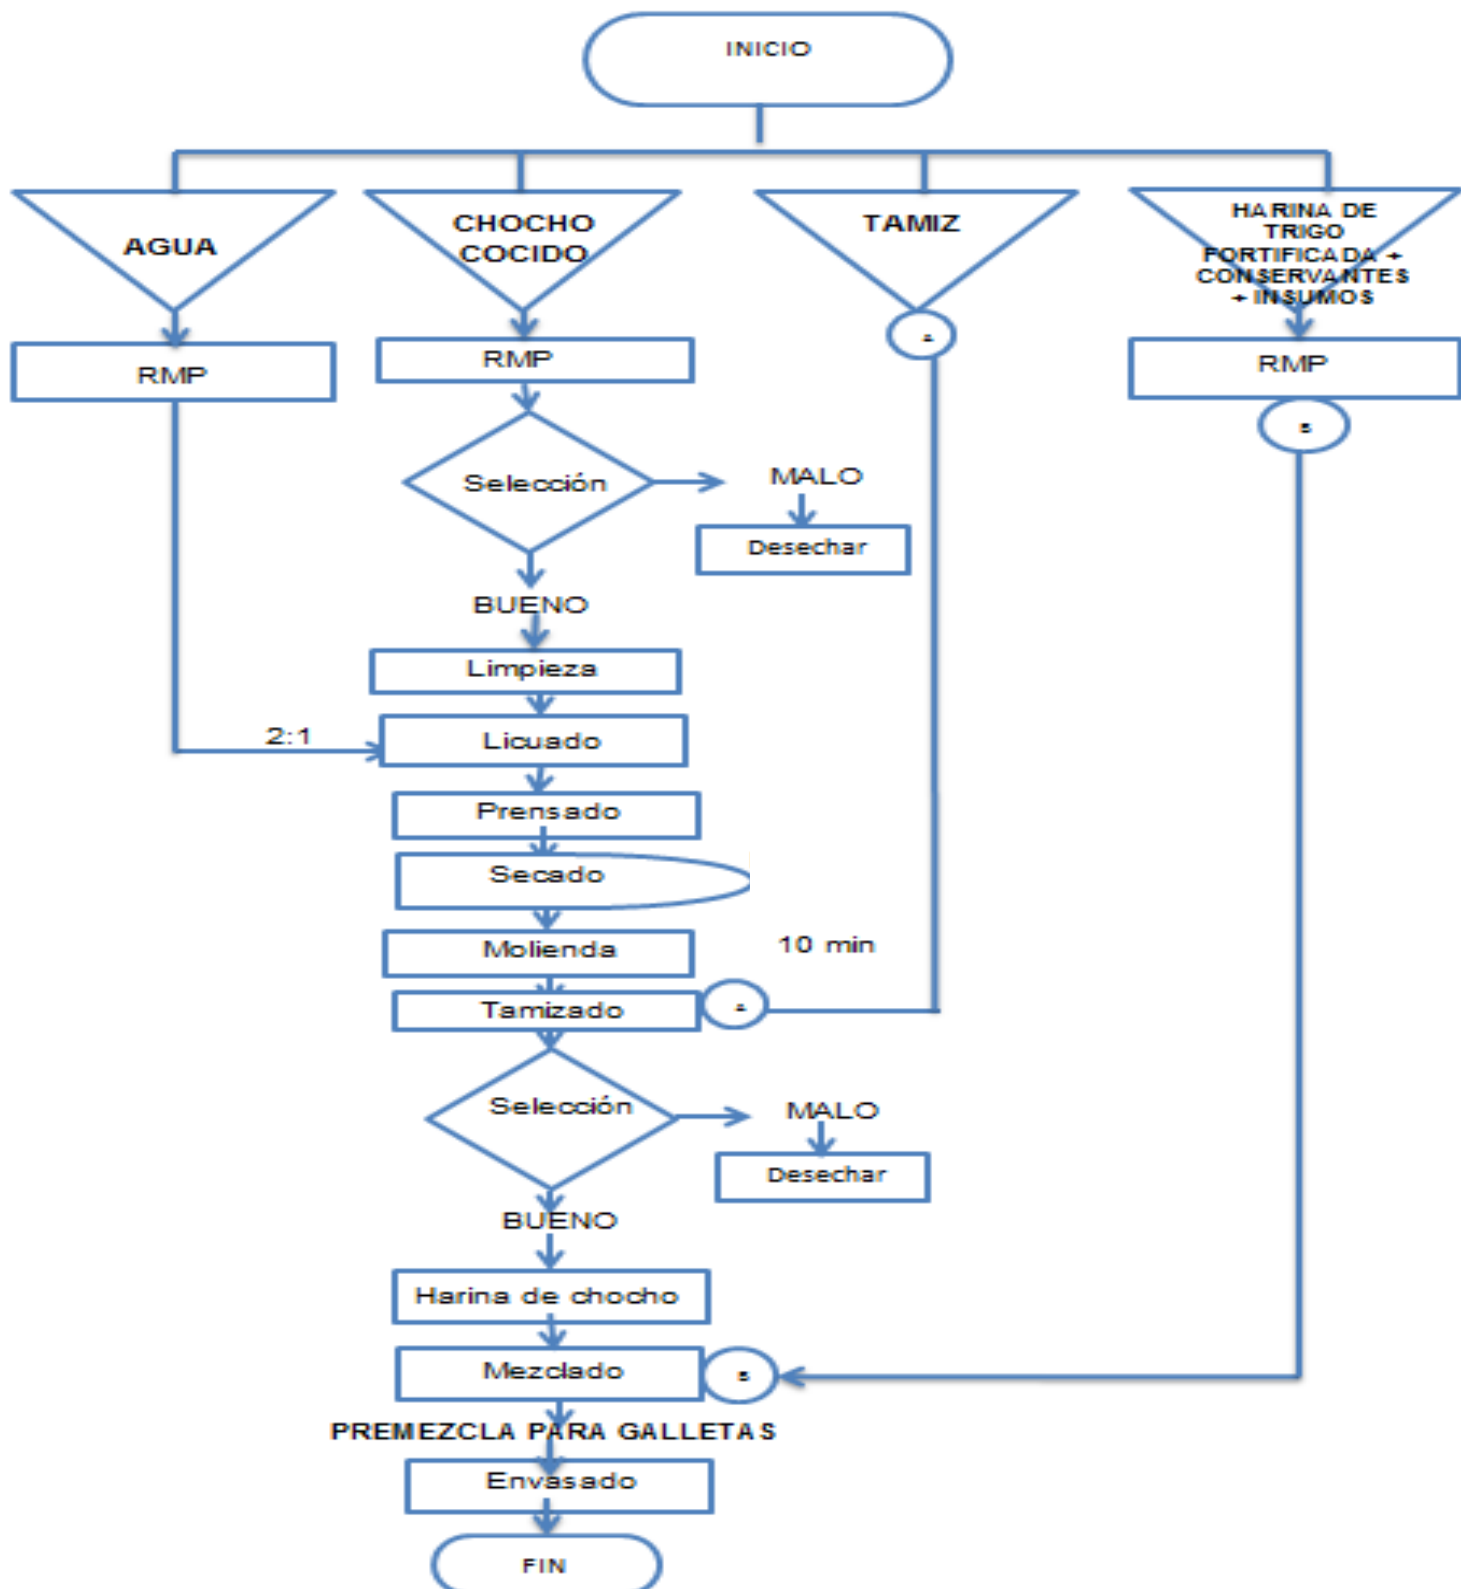 INICIO
AGUA
CHOCHO
COCIDO
TAMIZ
HARINA DE
TRIGO
FORTIFICADA +
CONSERVANTES
+ INSUMOS
RMP
RMP
RMP
B
Selección
MALO
Desechar
BUENO
Limpieza
2:1
Licuado
Prensado
Secado
Molienda
10 min
Tamizado
Selección
MALO
Desechar
BUENO
Harina de chocho
Mezclado
B
PREMEZCLA PARA GALLETAS
Envasado
FIN